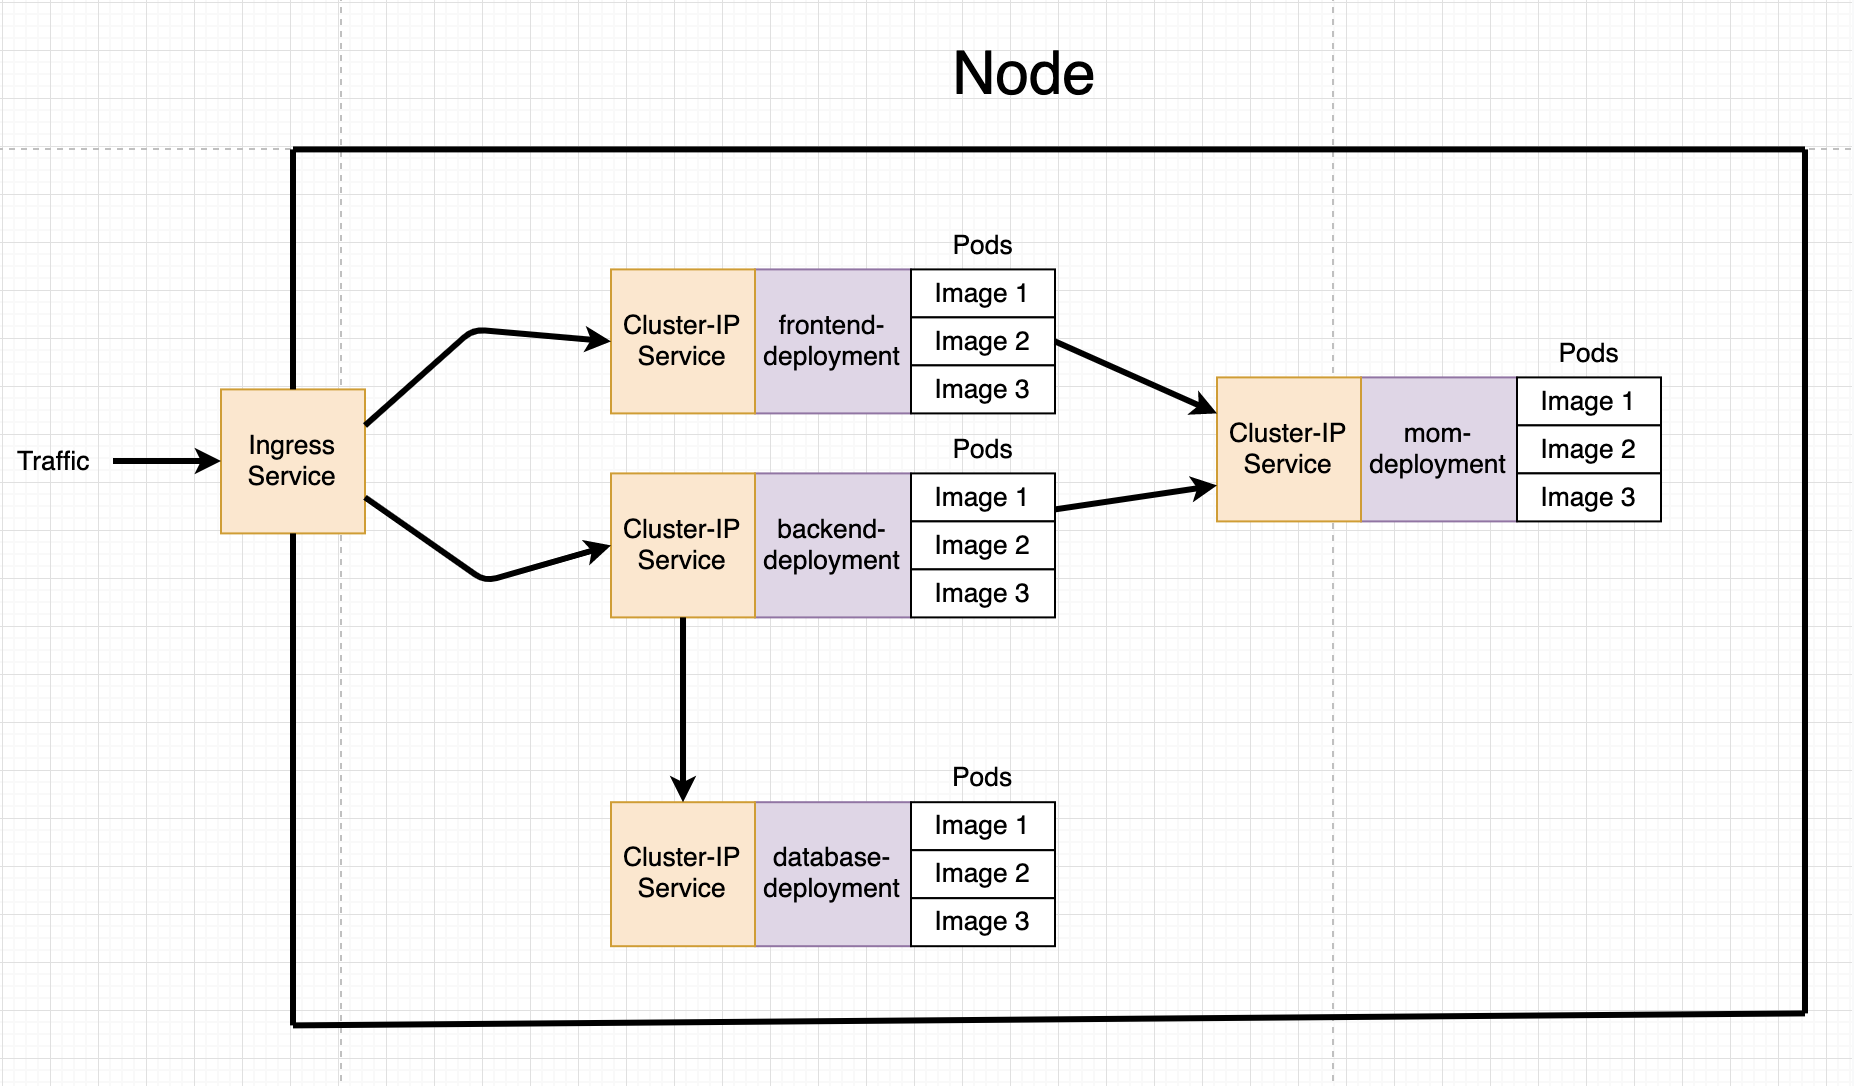 Node
Traffic
Ingress
Service
Pods
Cluster-IP
Service
frontend-
deployment
Image 1
Image 2
Image 3
Pods
Cluster-IP
Service
backend-
deployment
Image 1
Image 2
Image 3
Pods
Cluster-IP
Service
mom-
deployment
Image 1
Image 2
Image 3
Pods
Cluster-IP
Service
database-
deployment
Image 1
Image 2
Image 3